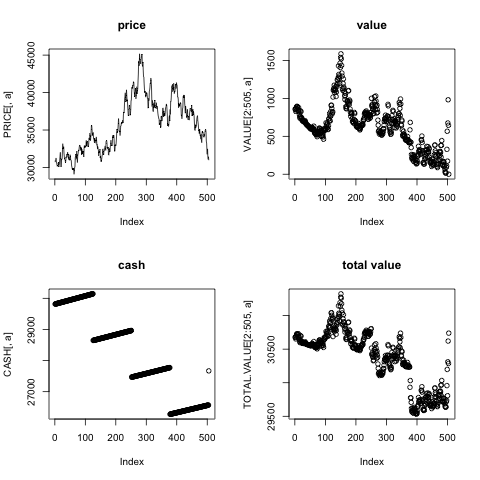 price
PRICE[, a]
30000 35000 40000 45000
0 100 200 300 400 500
Index
value
VALUE[2:505, a]
0 500 1000 1500
0 100 200 300 400 500
Index
cash
CASH[, a]
27000 29000
0 100 200 300 400 500
Index
total value
TOTAL.VALUE[2:505, a]
29500 30500
0 100 200 300 400 500
Index